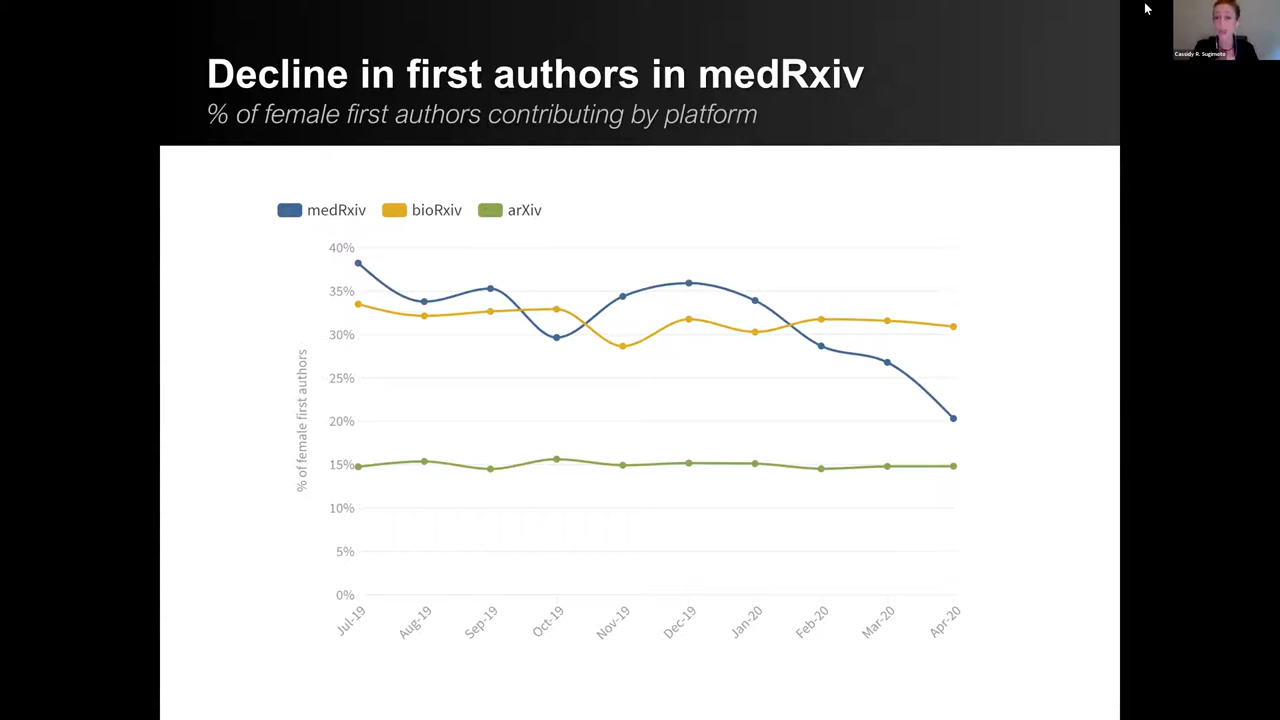 Decline in first authors in medRxiv
% of female first authors contributing by platform
Cassidy R. Sugimoto
medRxiv bioRxiv arXiv
% of female first authors
40%
35%
30%
25%
20%
15%
10%
5%
0%
Jul-19 Aug-19 Sep-19 Oct-19 Nov-19 Dec-19 Jan-20 Feb-20 Mar-20 Apr-20